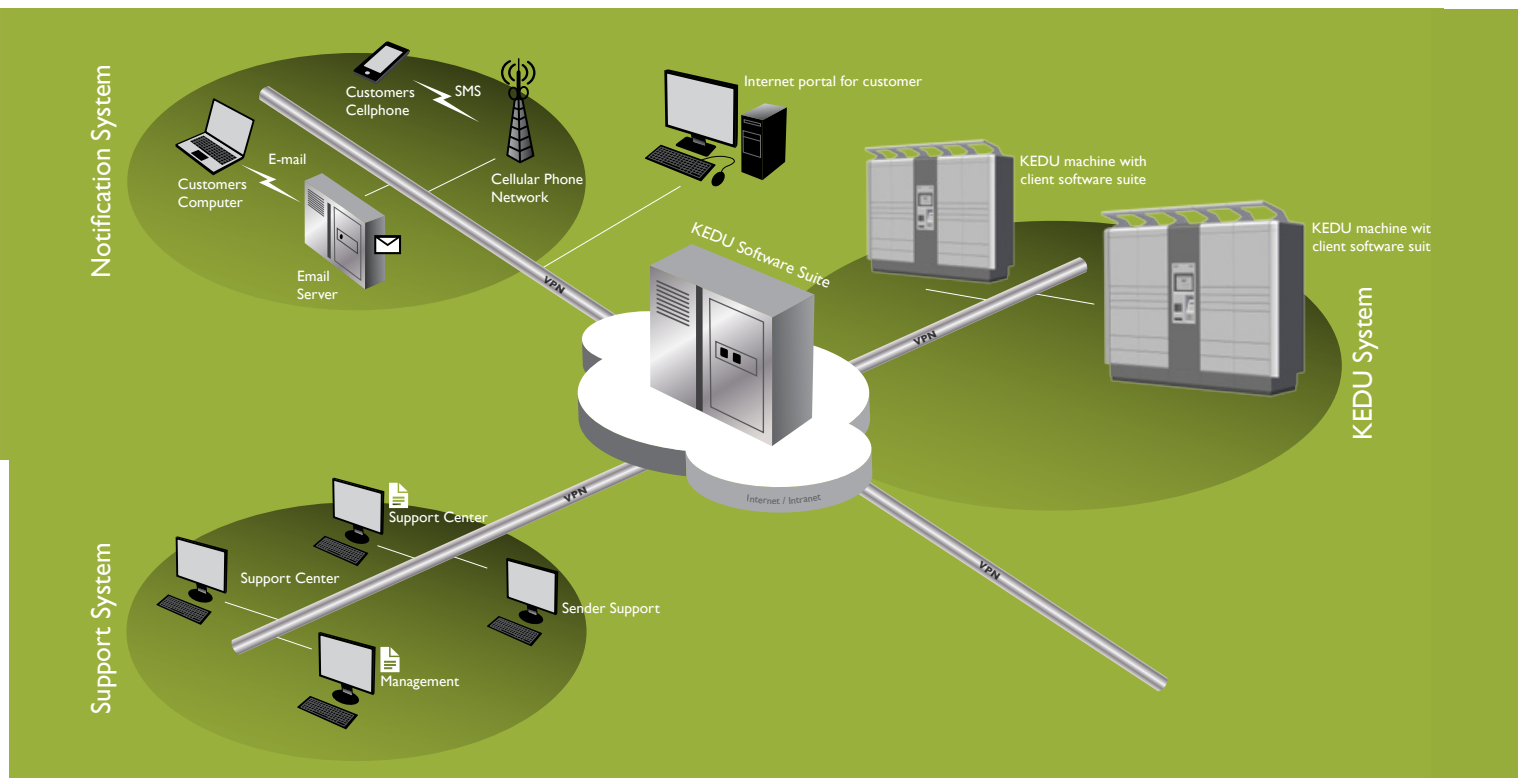 Notification System
Customers
Cellphone
SMS
E-mail
Customers
Computer
Cellular Phone
Network
Email
Server
Internet portal for customer
VPN
KEDU Software Suite
KEDU machine with
client software suite
KEDU machine wit
client software suit
VPN
KEDU System
Internet / Intranet
VPN
VPN
Support System
Support Center
Support Center
Sender Support
Management